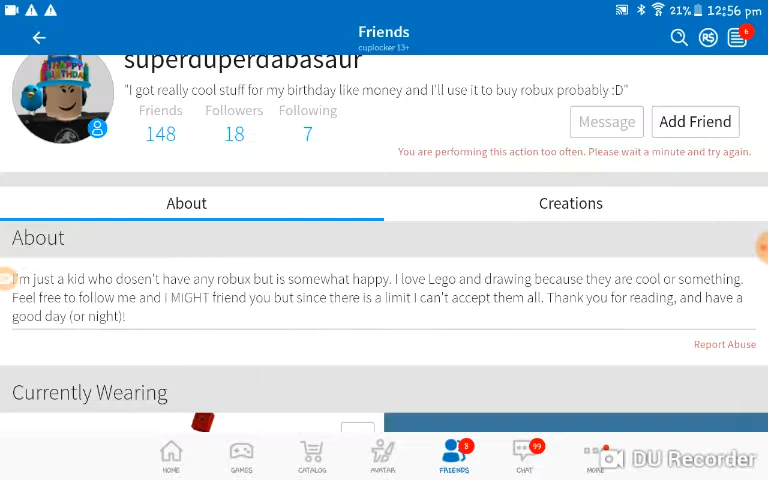 21% 12:56 pm
Friends
cuplocker 13+
6
superduperdabasaur
"I got really cool stuff for my birthday like money and I'll use it to buy robux probably :D"
Friends Followers Following
148 18 7
Message Add Friend
You are performing this action too often. Please wait a minute and try again.
About Creations
About
I'm just a kid who dosen't have any robux but is somewhat happy. I love Lego and drawing because they are cool or something.
Feel free to follow me and I MIGHT friend you but since there is a limit I can't accept them all. Thank you for reading, and have a
good day (or night)!
Report Abuse
Currently Wearing
8 99
HOME GAMES CATALOG AVATAR FRIENDS CHAT MORE
DU Recorder